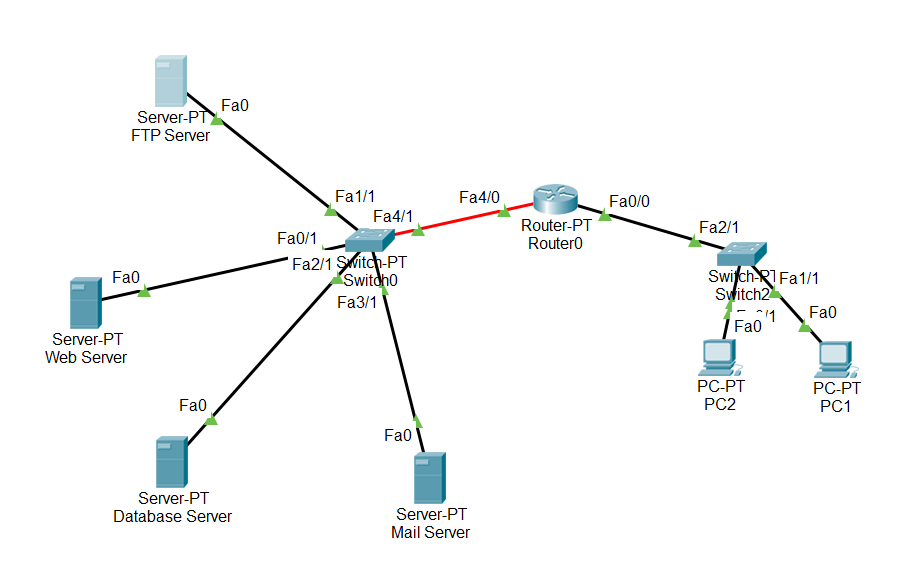 Fa0
Server-PT
FTP Server
Fa1/1
Fa4/1
Fa4/0
Router-PT
Router0
Fa0/0
Fa2/1
Fa0/1
Fa2/1
Switch-PT
Switch0
Fa3/1
Switch-PT
Switch2
Fa1/1
Fa0
Fa0
Fa0
Server-PT
Web Server
PC-PT
PC2
PC-PT
PC1
Fa0
Fa0
Server-PT
Database Server
Server-PT
Mail Server